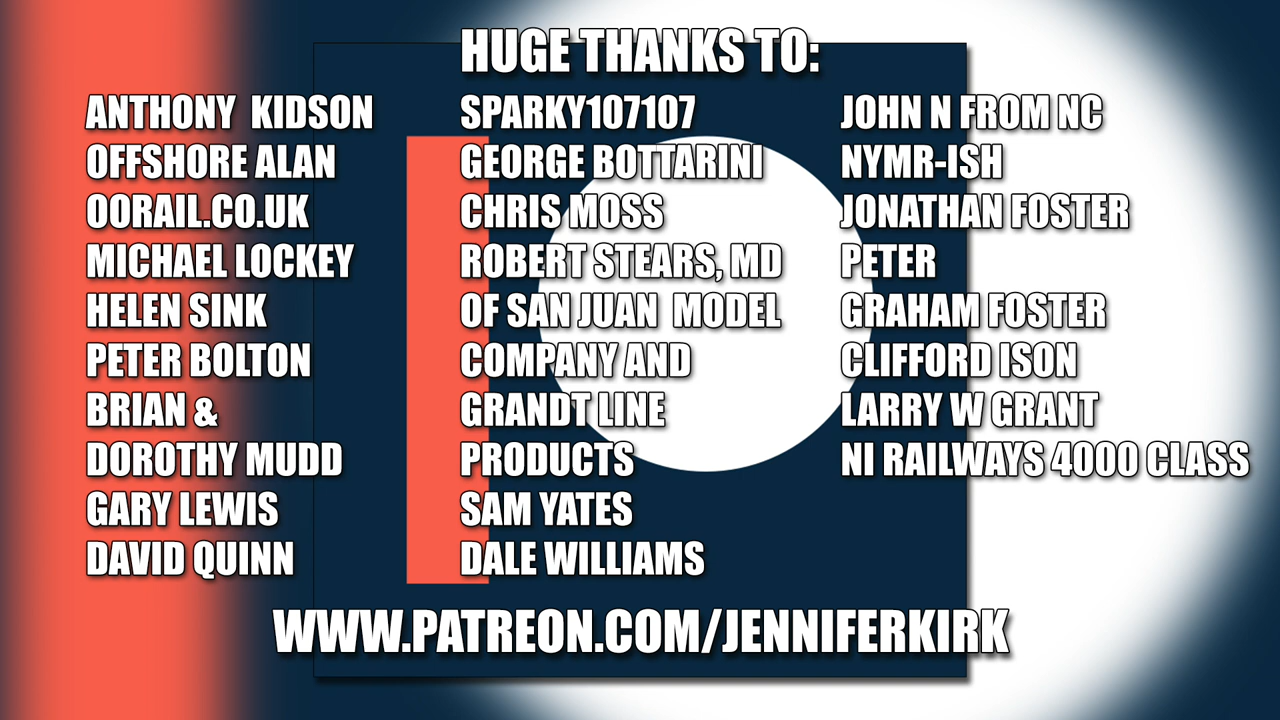 HUGE THANKS TO:
ANTHONY  KIDSON
OFFSHORE ALAN
OORAIL.CO.UK
MICHAEL LOCKEY
HELEN SINK
PETER BOLTON
BRIAN &
DOROTHY MUDD
GARY LEWIS
DAVID QUINN
SPARKY107107
GEORGE BOTTARINI
CHRIS MOSS
ROBERT STEARS, MD
OF SAN JUAN  MODEL
COMPANY AND
GRANDT LINE
PRODUCTS
SAM YATES
DALE WILLIAMS
JOHN N FROM NC
NYMR-ISH
JONATHAN FOSTER
PETER
GRAHAM FOSTER
CLIFFORD ISON
LARRY W GRANT
NI RAILWAYS 4000 CLASS
WWW.PATREON.COM/JENNIFERKIRK